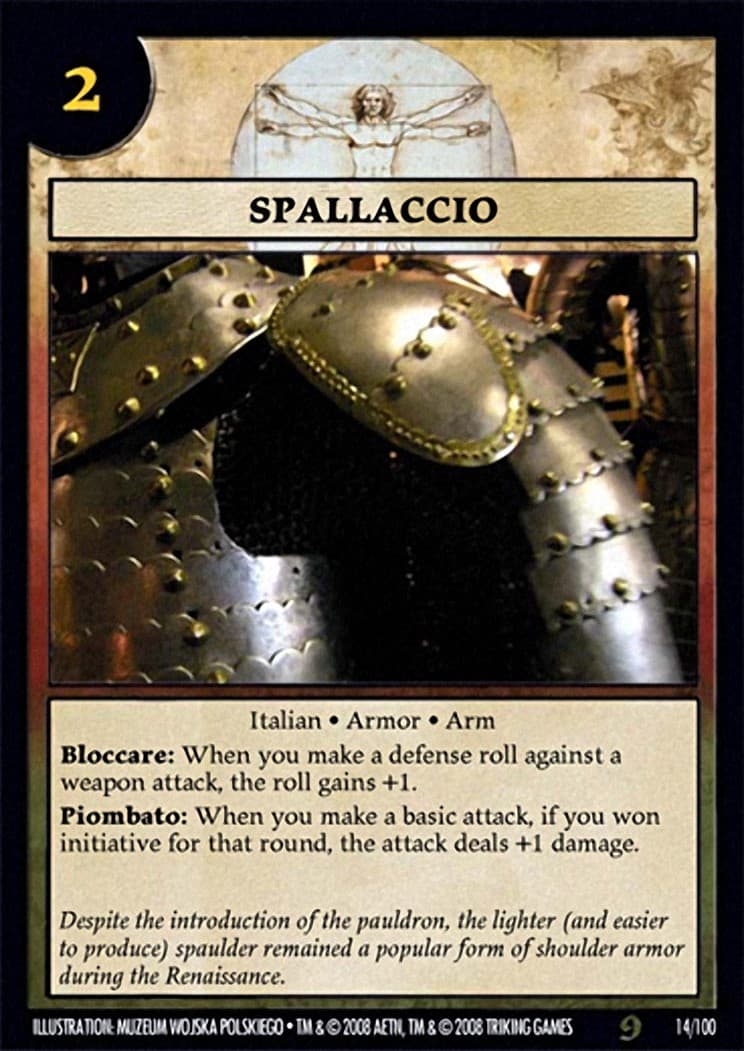 2
SPALLACCIO
Italian • Armor • Arm
Bloccare: When you make a defense roll against a
weapon attack, the roll gains +1.
Piombato: When you make a basic attack, if you won
initiative for that round, the attack deals +1 damage.
Despite the introduction of the pauldron, the lighter (and easier
to produce) spaulder remained a popular form of shoulder armor
during the Renaissance.
ILLUSTRATION: MUZEUM WOJSKA POLSKIEGO • TM & © 2008 AETN, TM & © 2008 TRIKING GAMES 9 14/100